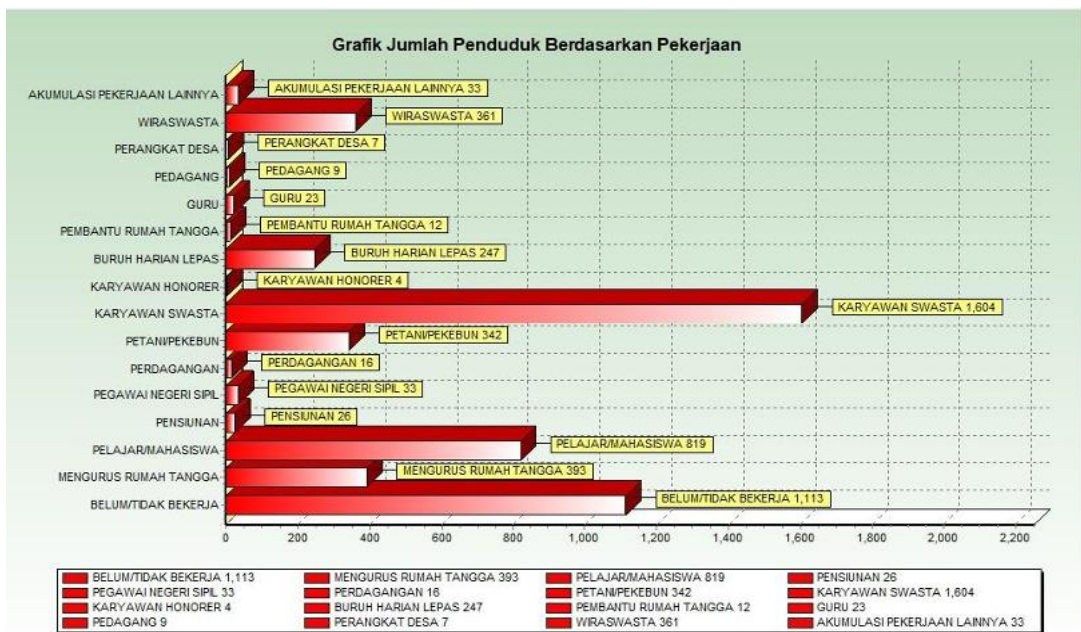 Grafik Jumlah Penduduk Berdasarkan Pekerjaan
AKUMULASI PEKERJAAN LAINNYA AKUMULASI PEKERJAAN LAINNYA 33
WIRASWASTA WIRASWASTA 361
PERANGKAT DESA PERANGKAT DESA 7
PEDAGANG PEDAGANG 9
GURU GURU 23
PEMBANTU RUMAH TANGGA PEMBANTU RUMAH TANGGA 12
BURUH HARIAN LEPAS BURUH HARIAN LEPAS 247
KARYAWAN HONORER KARYAWAN HONORER 4
KARYAWAN SWASTA KARYAWAN SWASTA 1,604
PETANI/PEKEBUN PETANI/PEKEBUN 342
PERDAGANGAN PERDAGANGAN 16
PEGAWAI NEGERI SIPIL PEGAWAI NEGERI SIPIL 33
PENSIUNAN PENSIUNAN 26
PELAJAR/MAHASISWA PELAJAR/MAHASISWA 819
MENGURUS RUMAH TANGGA MENGURUS RUMAH TANGGA 393
BELUM/TIDAK BEKERJA BELUM/TIDAK BEKERJA 1,113
0 200 400 600 800 1,000 1,200 1,400 1,600 1,800 2,000 2,200
BELUM/TIDAK BEKERJA 1,113 MENGURUS RUMAH TANGGA 393 PELAJAR/MAHASISWA 819 PENSIUNAN 26
PEGAWAI NEGERI SIPIL 33 PERDAGANGAN 16 PETANI/PEKEBUN 342 KARYAWAN SWASTA 1,604
KARYAWAN HONORER 4 BURUH HARIAN LEPAS 247 PEMBANTU RUMAH TANGGA 12 GURU 23
PEDAGANG 9 PERANGKAT DESA 7 WIRASWASTA 361 AKUMULASI PEKERJAAN LAINNYA 33